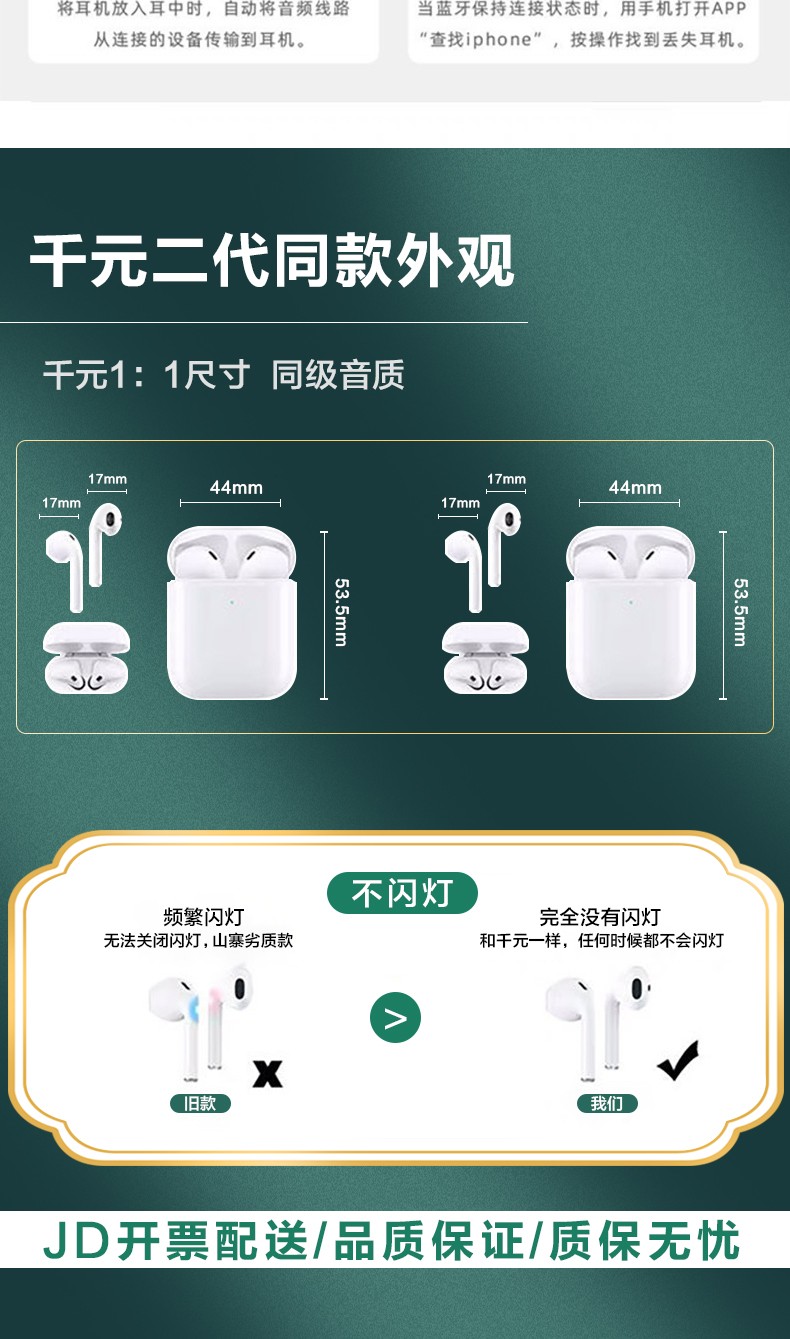 将耳机放入耳中时，自动将音频线路
从连接的设备传输到耳机。
当蓝牙保持连接状态时，用手机打开APP
“查找iphone”，按操作找到丢失耳机。
千元二代同款外观
千元1：1尺寸 同级音质
17mm
17mm
44mm
53.5mm
17mm
17mm
44mm
53.5mm
不闪灯
频繁闪灯
无法关闭闪灯，山寨劣质款
完全没有闪灯
和千元一样，任何时候都不会闪灯
>
旧款
我们
JD开票配送/品质保证/质保无忧